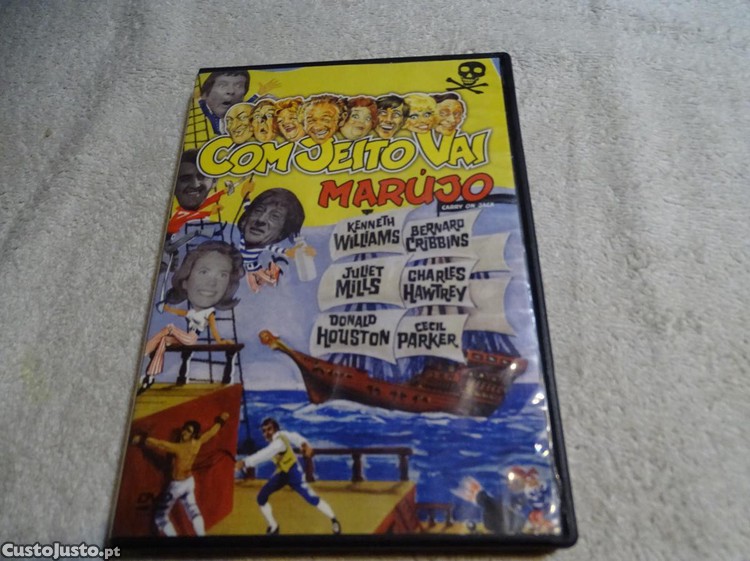 COM JEITO VAI
MARÚJO
CARRY ON JACK
KENNETH
WILLIAMS
BERNARD
CRIBBINS
JULIET
MILLS
CHARLES
HAWTREY
DONALD
HOUSTON
CECIL
PARKER
CustoJusto.pt